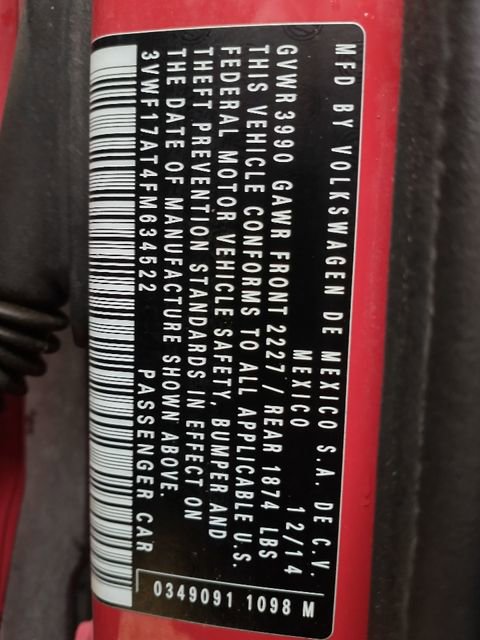 MFD BY VOLKSWAGEN DE MEXICO S.A. DE C.V.
MEXICO 12/14
GVWR 3990 GAWR FRONT 2227 / REAR 1874 LBS
THIS VEHICLE CONFORMS TO ALL APPLICABLE U.S.
FEDERAL MOTOR VEHICLE SAFETY, BUMPER AND
THEFT PREVENTION STANDARDS IN EFFECT ON
THE DATE OF MANUFACTURE SHOWN ABOVE.
3VWF17AT4FM634522 PASSENGER CAR
0349091 1098 M